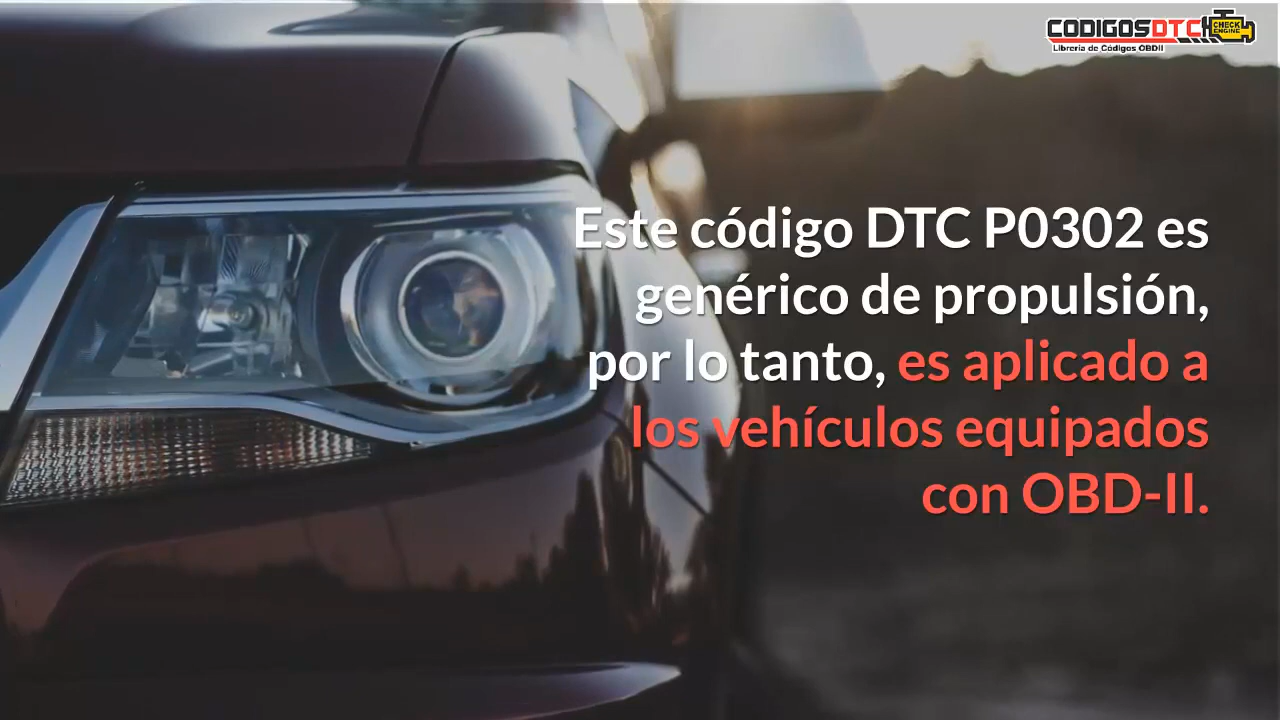 CODIGOSDTC
CHECK
ENGINE
Libreria de Códigos OBDII
Este código DTC P0302 es
genérico de propulsión,
por lo tanto, es aplicado a
los vehículos equipados
con OBD-II.